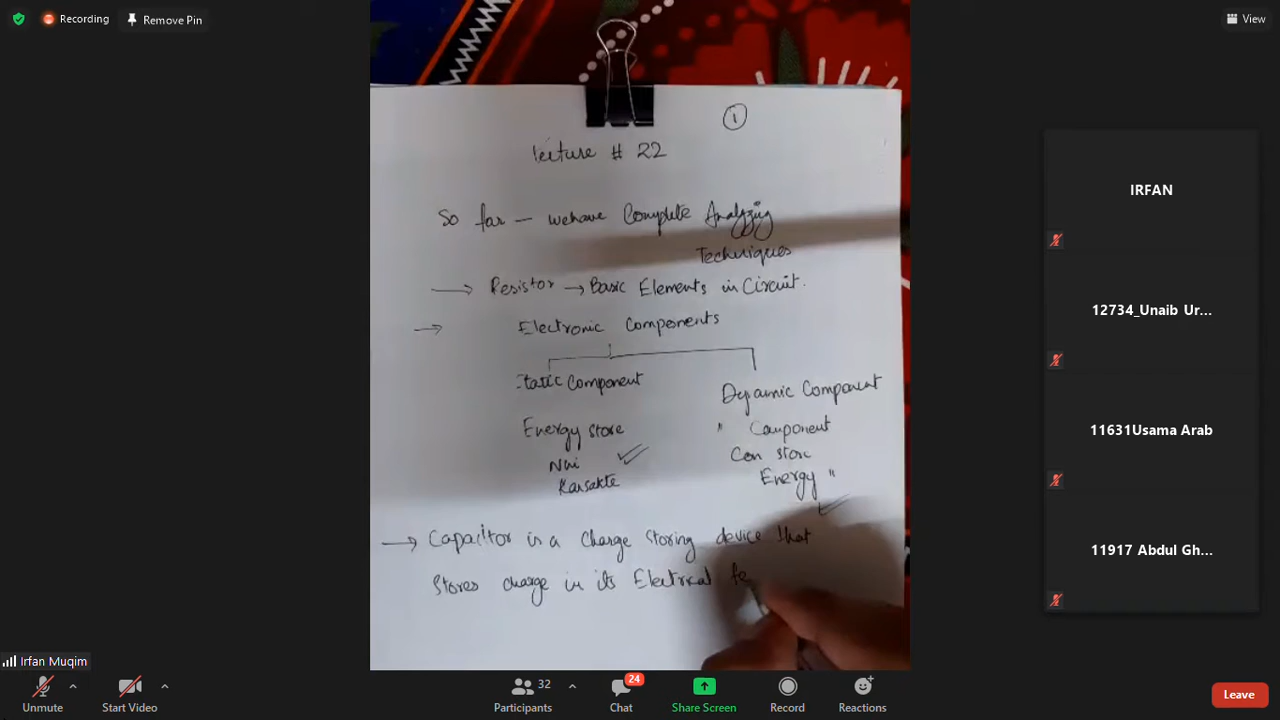 Recording
Remove Pin
View
1
lecture # 22
So far — we have Complete Analyzing
Techniques
→ Resistor → Basic Elements in Circuit.
→ Electronic Components
Static Component
Dynamic Component
Energy store
" Component
Nai
Can store
Karsakte
Energy "
→ Capacitor is a Charge Storing device that
Stores charge in its Electrical fe
IRFAN
12734_Unaib Ur...
11631Usama Arab
11917 Abdul Gh...
Irfan Muqim
Unmute
Start Video
32
Participants
24
Chat
Share Screen
Record
Reactions
Leave